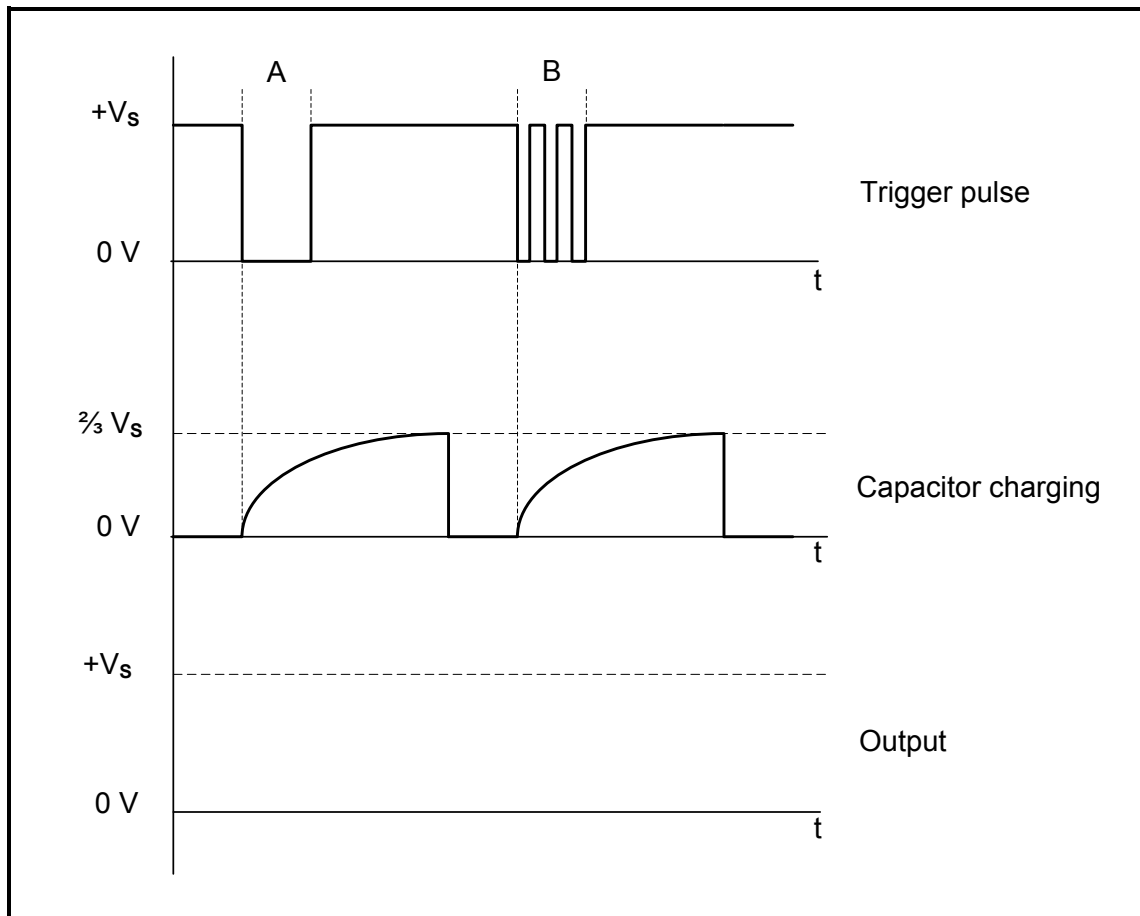 A
B
+Vs
Trigger pulse
0 V
t
⅔ Vs
Capacitor charging
0 V
t
+Vs
Output
0 V
t